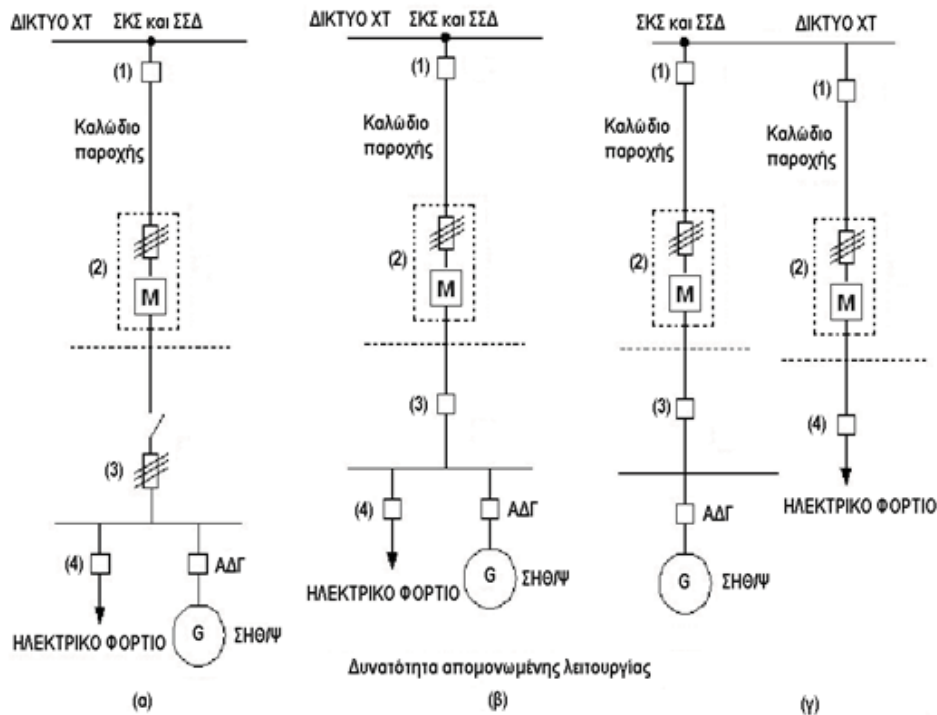 ΔΙΚΤΥΟ ΧΤ ΣΚΣ και ΣΣΔ
(1)
Καλώδιο
παροχής
(2)
M
(3)
(4)
ΑΔΓ
G
ΣΗΘ/Ψ
ΗΛΕΚΤΡΙΚΟ ΦΟΡΤΙΟ
(α)
ΔΙΚΤΥΟ ΧΤ ΣΚΣ και ΣΣΔ
(1)
Καλώδιο
παροχής
(2)
M
(3)
(4)
ΑΔΓ
G
ΣΗΘ/Ψ
ΗΛΕΚΤΡΙΚΟ ΦΟΡΤΙΟ
Δυνατότητα απομονωμένης λειτουργίας
(β)
ΣΚΣ και ΣΣΔ ΔΙΚΤΥΟ ΧΤ
(1)
(1)
Καλώδιο
παροχής
Καλώδιο
παροχής
(2)
M
(2)
M
(3)
(4)
ΗΛΕΚΤΡΙΚΟ ΦΟΡΤΙΟ
ΑΔΓ
G
ΣΗΘ/Ψ
(γ)